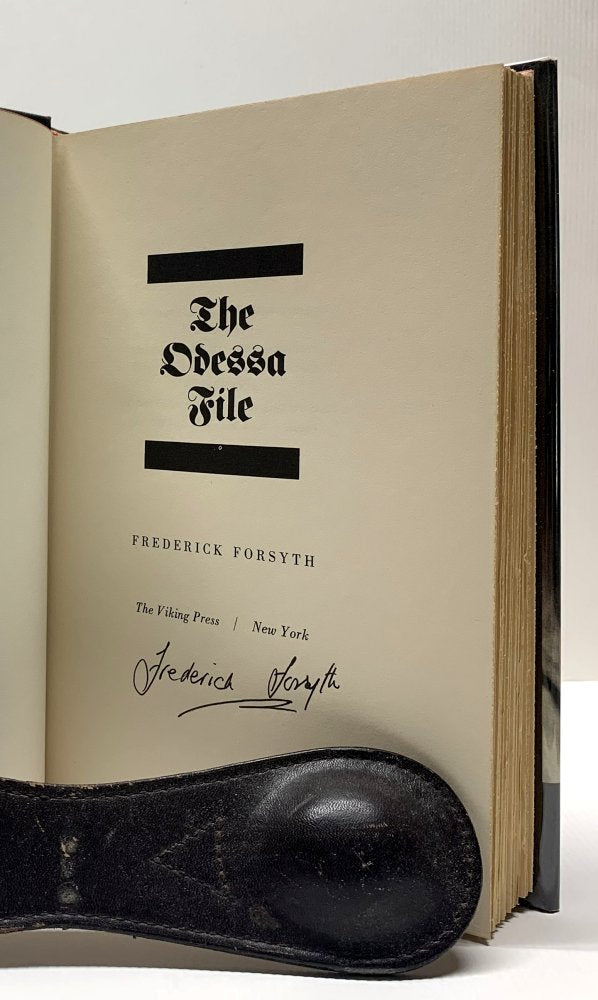 The
Odessa
File
FREDERICK FORSYTH
The Viking Press / New York
Frederick Forsyth